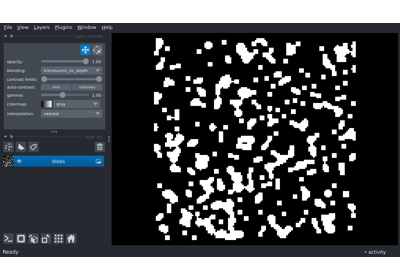 File View Layers Plugins Window Help
opacity: 1.00
blending: translucent_no_depth
contrast limits:
auto-contrast: once continuous
gamma: 1.00
colormap: gray
interpolation: nearest
blobs
Ready
activity